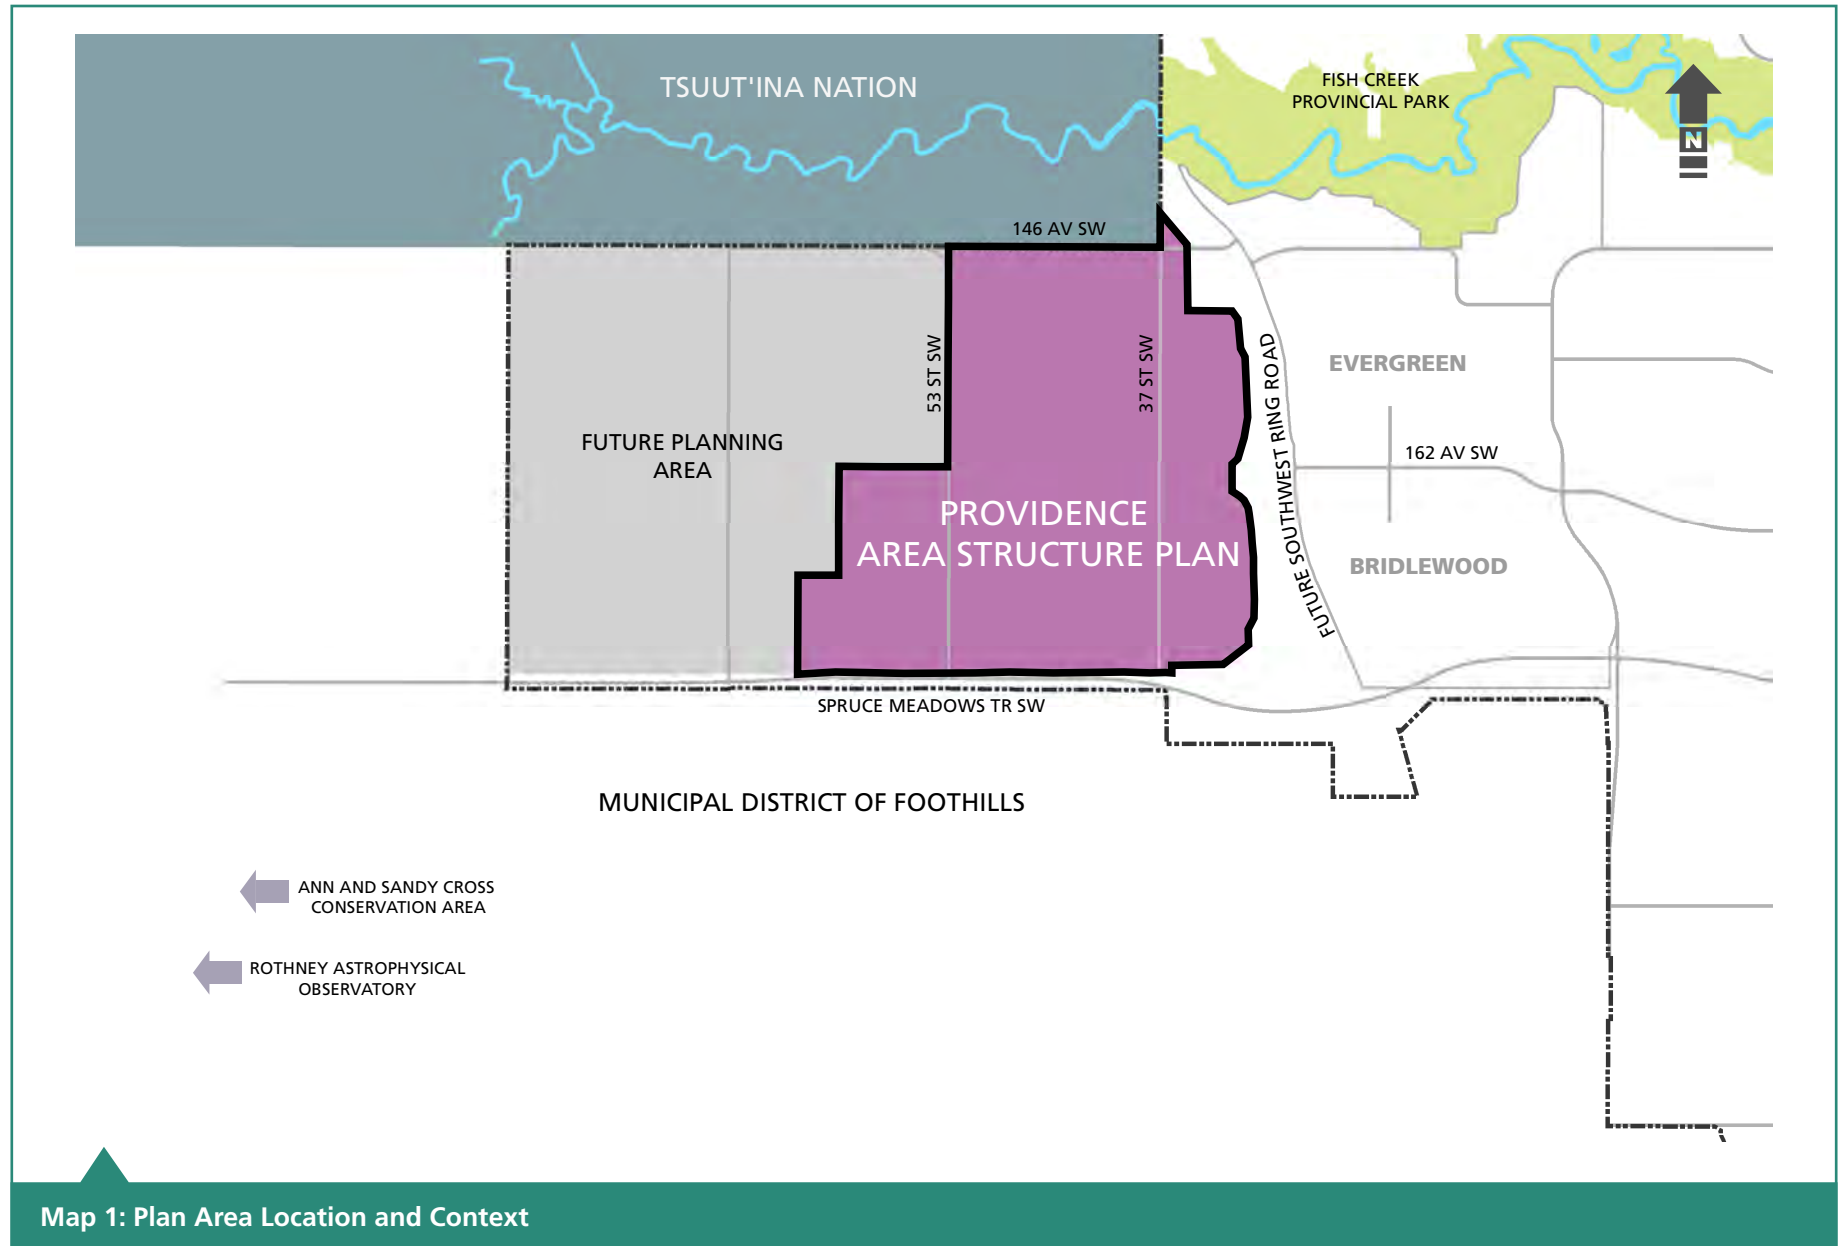 TSUUT'INA NATION
FISH CREEK
PROVINCIAL PARK
N
146 AV SW
53 ST SW
37 ST SW
FUTURE SOUTHWEST RING ROAD
EVERGREEN
162 AV SW
FUTURE PLANNING
AREA
PROVIDENCE
AREA STRUCTURE PLAN
BRIDLEWOOD
SPRUCE MEADOWS TR SW
MUNICIPAL DISTRICT OF FOOTHILLS
ANN AND SANDY CROSS
CONSERVATION AREA
ROTHNEY ASTROPHYSICAL
OBSERVATORY
Map 1: Plan Area Location and Context